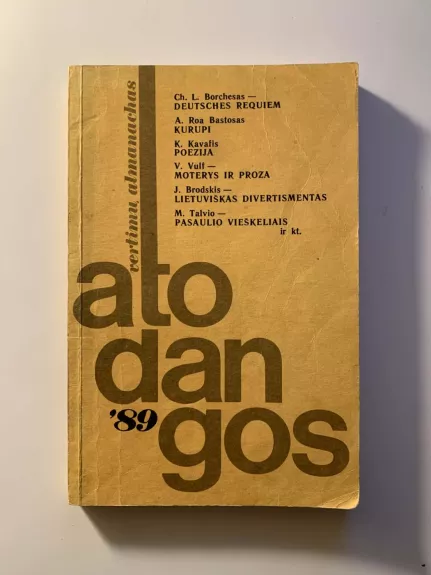 vertimų almanachas
Ch. L. Borchesas —
DEUTSCHES REQUIEM
A. Roa Bastosas
KURUPI
K. Kavafis
POEZIJA
V. Vulf —
MOTERYS IR PROZA
J. Brodskis —
LIETUVIŠKAS DIVERTISMENTAS
M. Talvio —
PASAULIO VIEŠKELIAIS
ir kt.
ato
dan
'89
gos